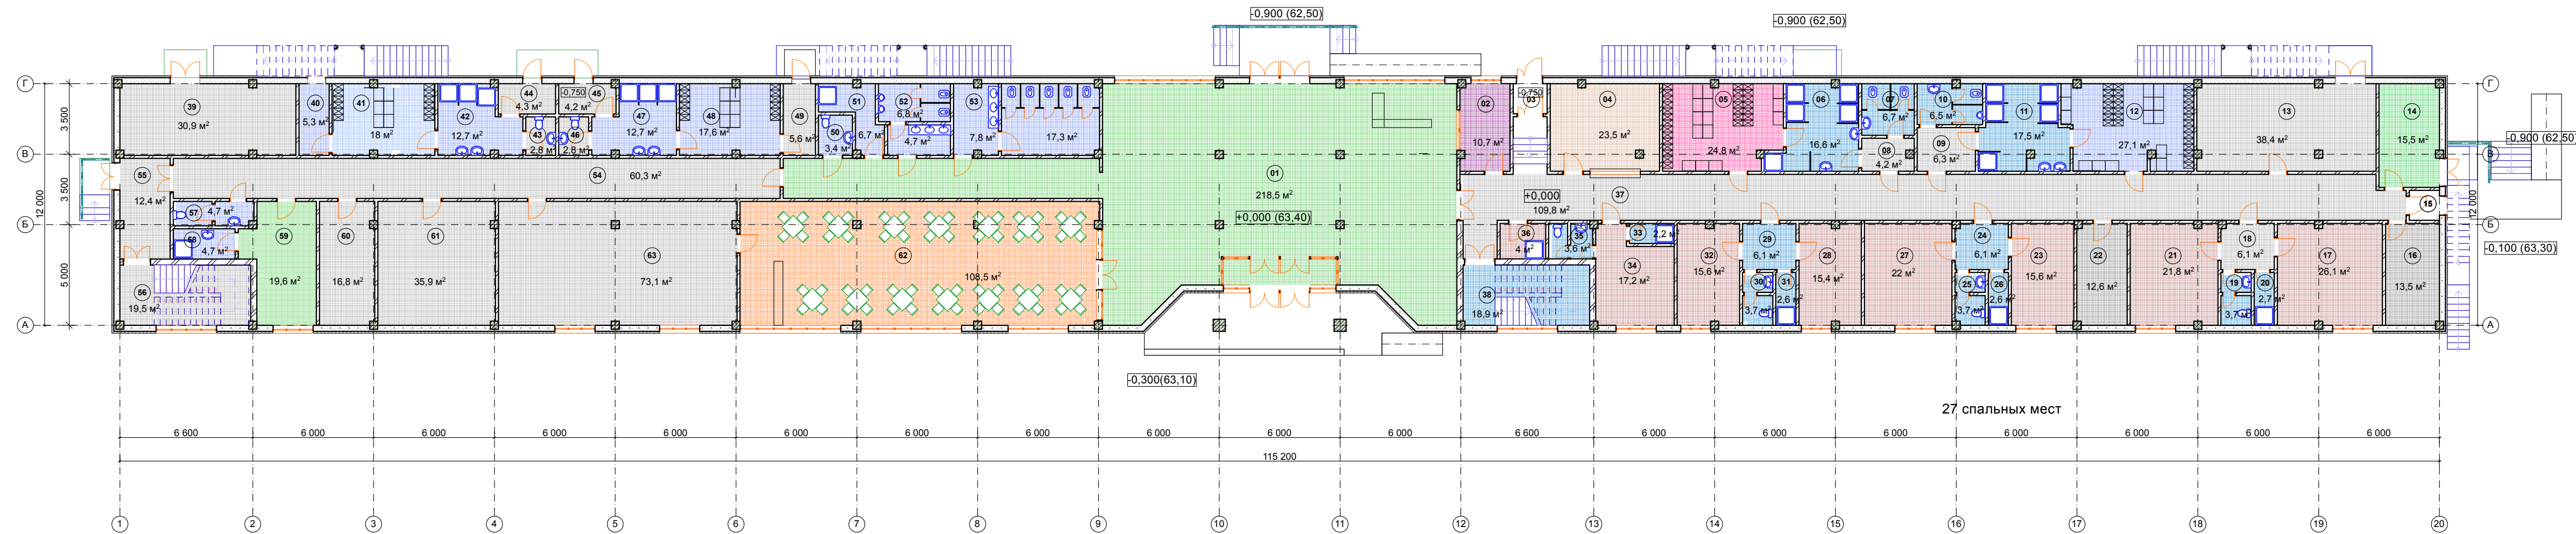 -0,900 (62,50)
-0,900 (62,50)
Г
Г
3 500
39
30,9 м²
40
5,3 м²
41
18 м²
42
12,7 м²
44
4,3 м²
43
2,8 м²
-0,750
45
4,2 м²
46
2,8 м²
47
12,7 м²
48
17,6 м²
49
5,6 м²
51
6,7 м²
50
3,4 м²
52
6,8 м²
4,7 м²
53
7,8 м²
17,3 м²
02
10,7 м²
03
-0,750
04
23,5 м²
05
24,8 м²
06
16,6 м²
07
6,7 м²
08
4,2 м²
10
6,5 м²
09
6,3 м²
11
17,5 м²
12
27,1 м²
13
38,4 м²
14
15,5 м²
-0,900 (62,50)
В
В
12 000
3 500
55
12,4 м²
54
60,3 м²
01
218,5 м²
+0,000 (63,40)
+0,000
109,8 м²
37
15
12 000
Б
Б
-0,100 (63,30)
5 000
57
4,7 м²
58
4,7 м²
56
19,5 м²
59
19,6 м²
60
16,8 м²
61
35,9 м²
63
73,1 м²
62
108,5 м²
36
4 м²
35
3,6 м²
38
18,9 м²
33
2,2 м
34
17,2 м²
32
15,6 м²
29
6,1 м²
30
3,7 м²
31
2,6 м²
28
15,4 м²
27
22 м²
24
6,1 м²
25
3,7 м²
26
2,6 м²
23
15,6 м²
22
12,6 м²
21
21,8 м²
18
6,1 м²
19
3,7 м²
20
2,7 м²
17
26,1 м²
16
13,5 м²
А
А
-0,300(63,10)
27 спальных мест
6 600
6 000
6 000
6 000
6 000
6 000
6 000
6 000
6 000
6 000
6 000
6 600
6 000
6 000
6 000
6 000
6 000
6 000
6 000
115 200
1
2
3
4
5
6
7
8
9
10
11
12
13
14
15
16
17
18
19
20